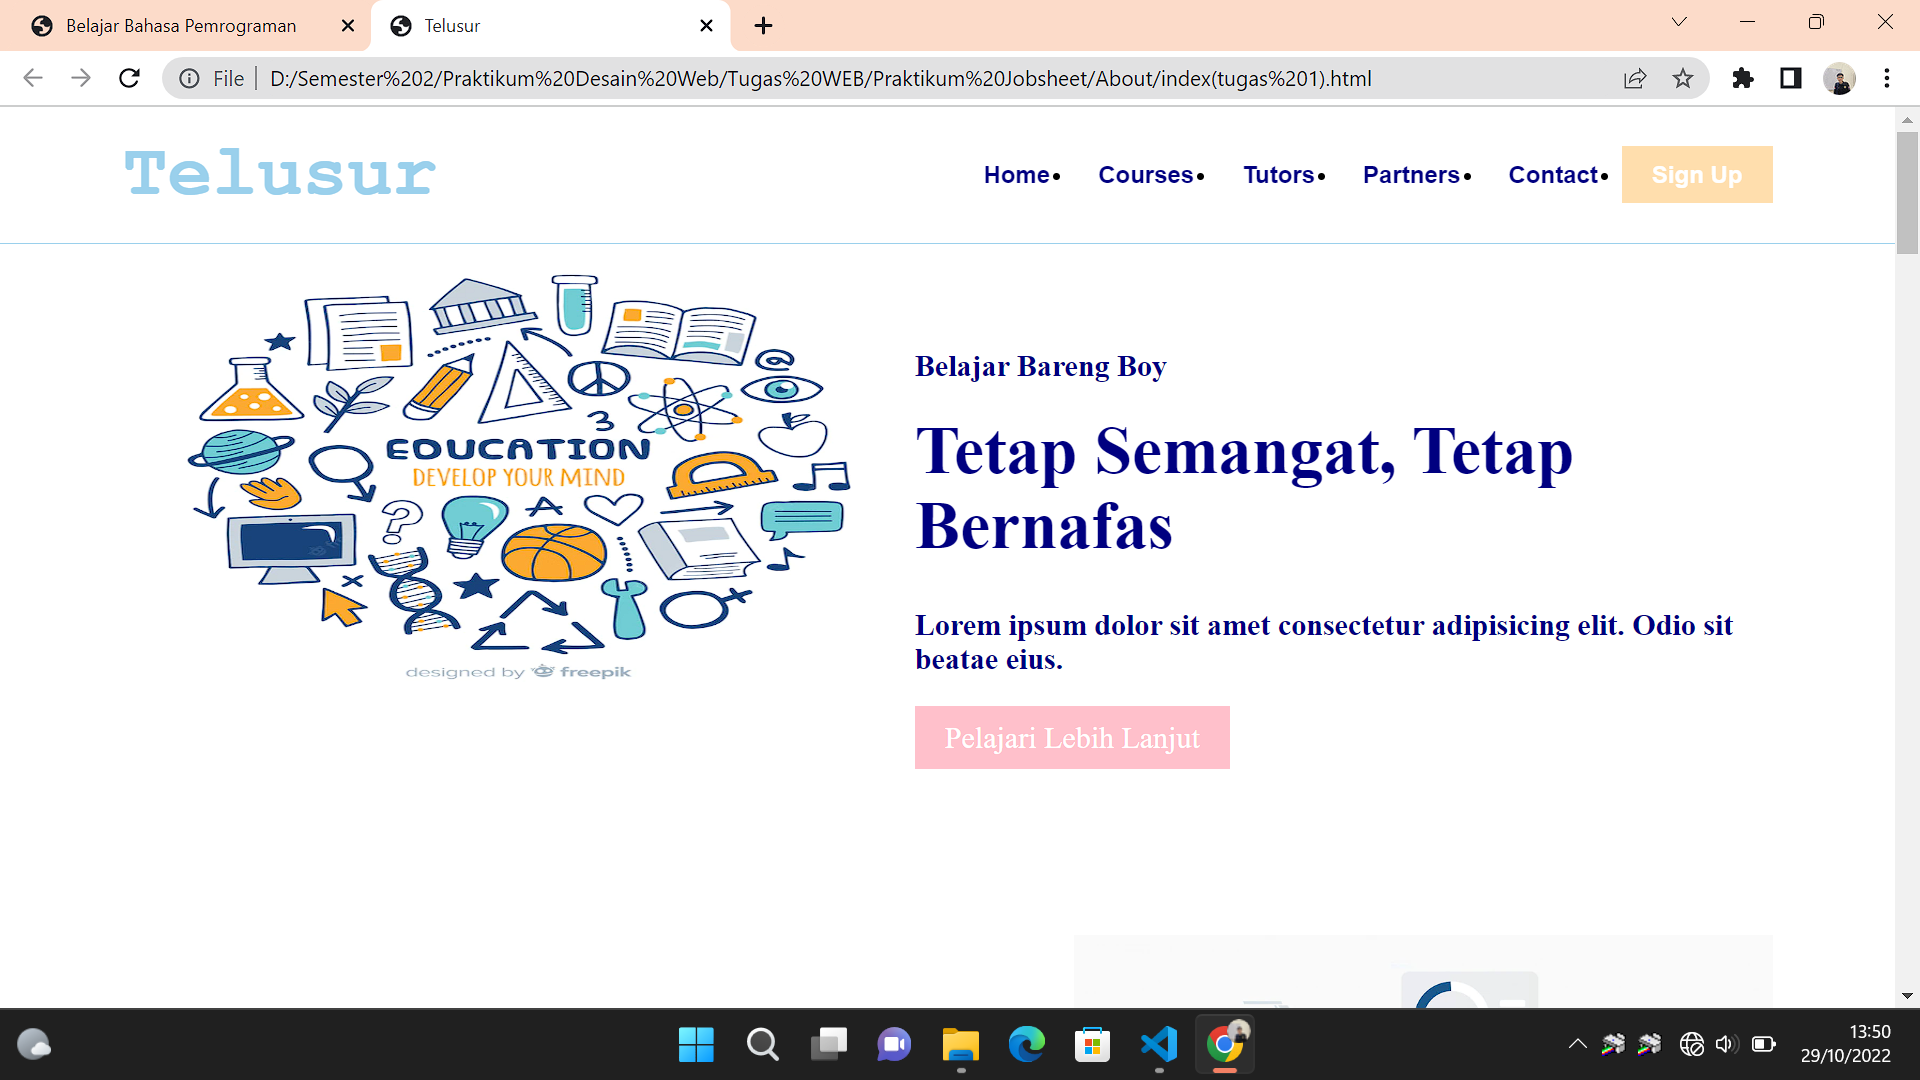 Belajar Bahasa Pemrograman
Telusur
File
D:/Semester%202/Praktikum%20Desain%20Web/Tugas%20WEB/Praktikum%20Jobsheet/About/index(tugas%201).html
Telusur
Home
Courses
Tutors
Partners
Contact
Sign Up
@
3
EDUCATION
DEVELOP YOUR MIND
?
A
designed by freepik
Belajar Bareng Boy
Tetap Semangat, Tetap
Bernafas
Lorem ipsum dolor sit amet consectetur adipisicing elit. Odio sit
beatae eius.
Pelajari Lebih Lanjut
13:50
29/10/2022